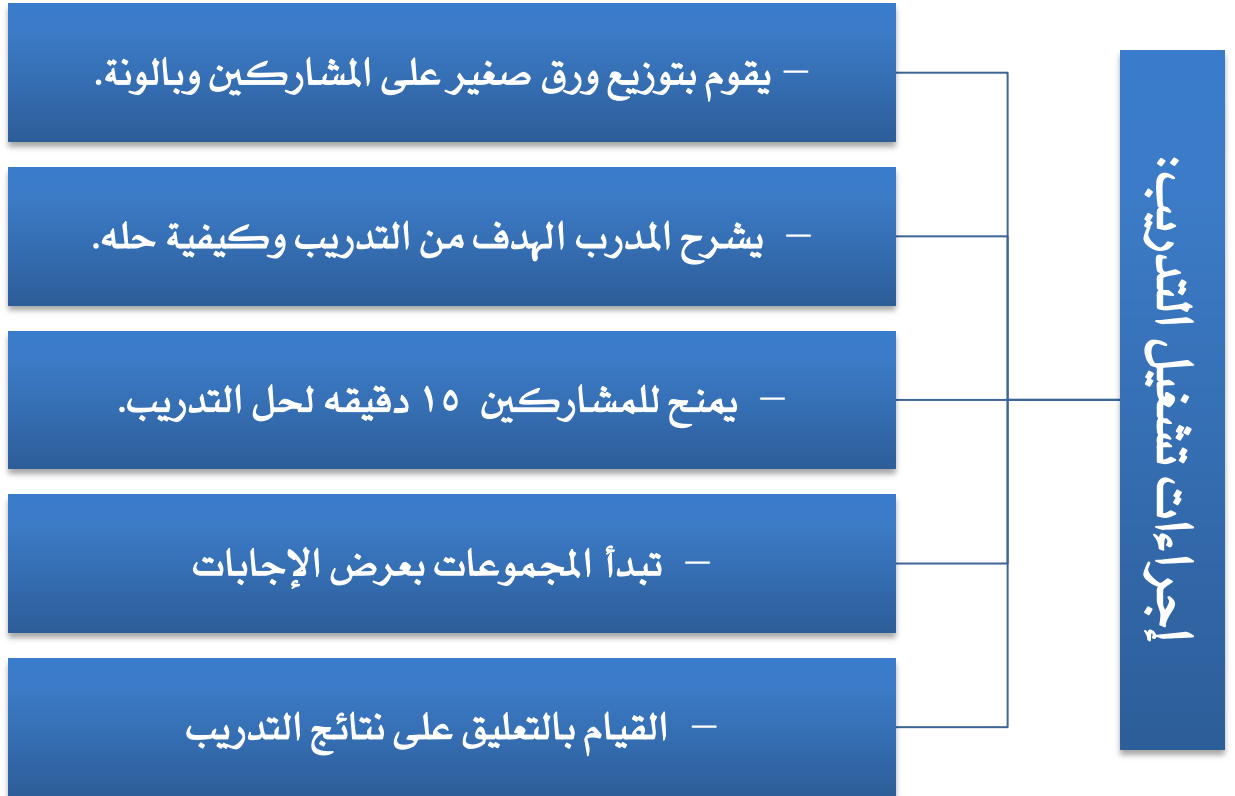 إجراءات تشغيل التدريب:
– يقوم بتوزيع ورق صغير على المشاركين وبالونة.
– يشرح المدرب الهدف من التدريب وكيفية حله.
– يمنح للمشاركين ١٥ دقيقه لحل التدريب.
– تبدأ المجموعات بعرض الإجابات
– القيام بالتعليق على نتائج التدريب